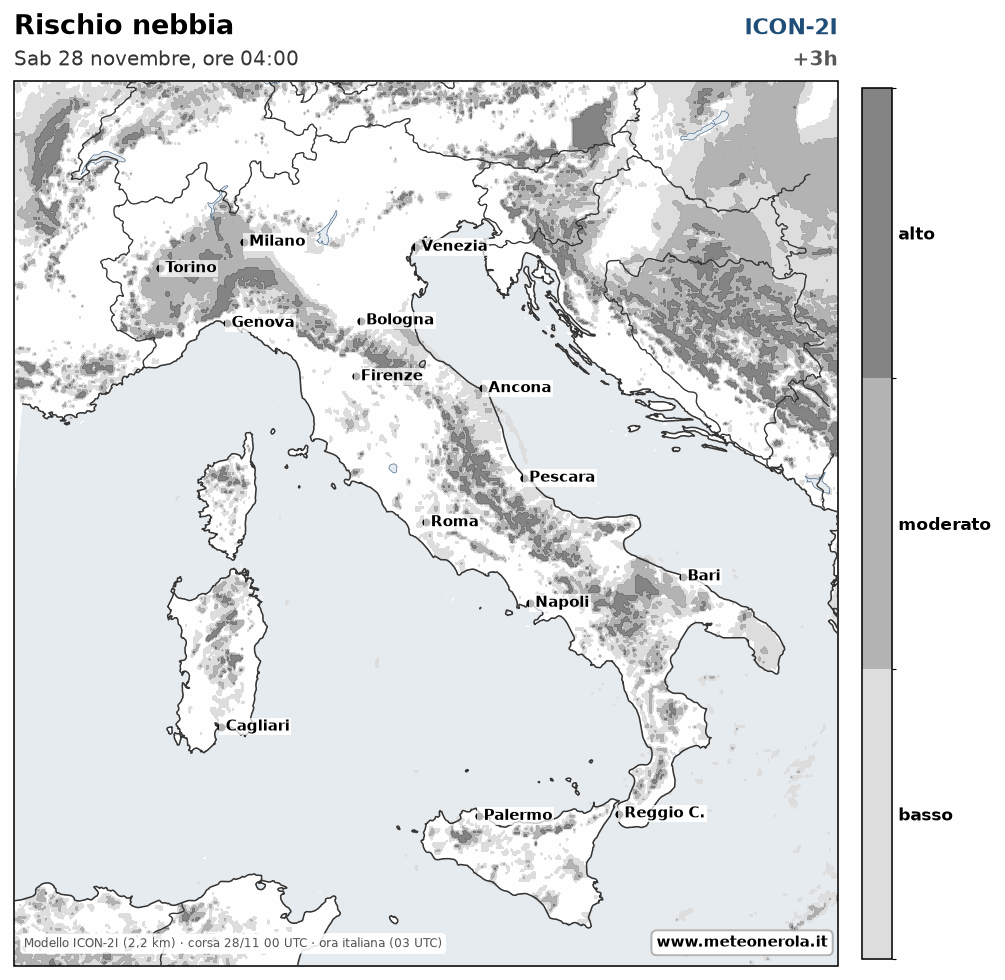 Rischio nebbia
ICON-2I
Sab 28 novembre, ore 04:00
+3h
alto
Milano
Venezia
Torino
Bologna
Genova
Firenze
Ancona
Pescara
Roma
moderato
Bari
Napoli
Cagliari
Palermo
Reggio C.
basso
Modello ICON-2I (2,2 km) · corsa 28/11 00 UTC · ora italiana (03 UTC)
www.meteonerola.it